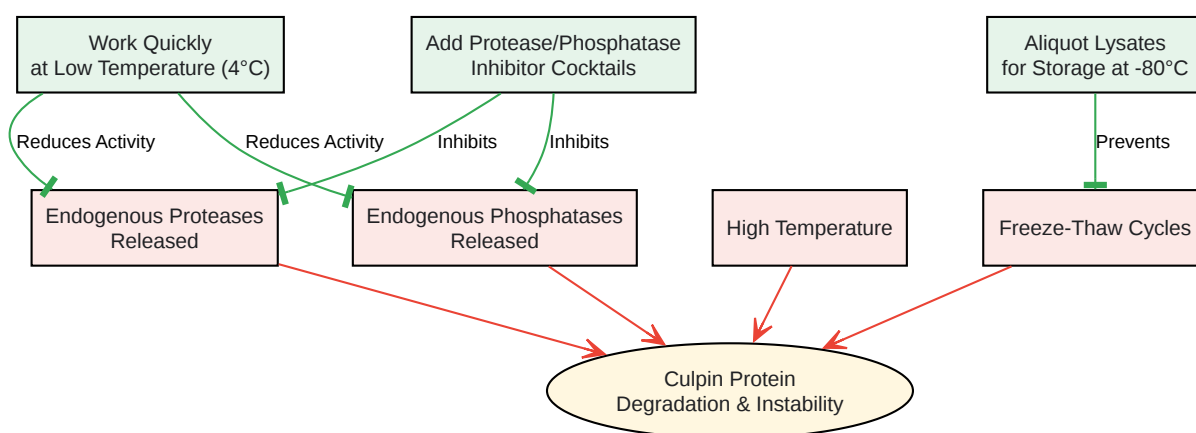 Work Quickly
at Low Temperature (4°C)
Add Protease/Phosphatase
Inhibitor Cocktails
Aliquot Lysates
for Storage at -80°C
Reduces Activity
Reduces Activity
Inhibits
Inhibits
Prevents
Endogenous Proteases
Released
Endogenous Phosphatases
Released
High Temperature
Freeze-Thaw Cycles
Culpin Protein
Degradation & Instability